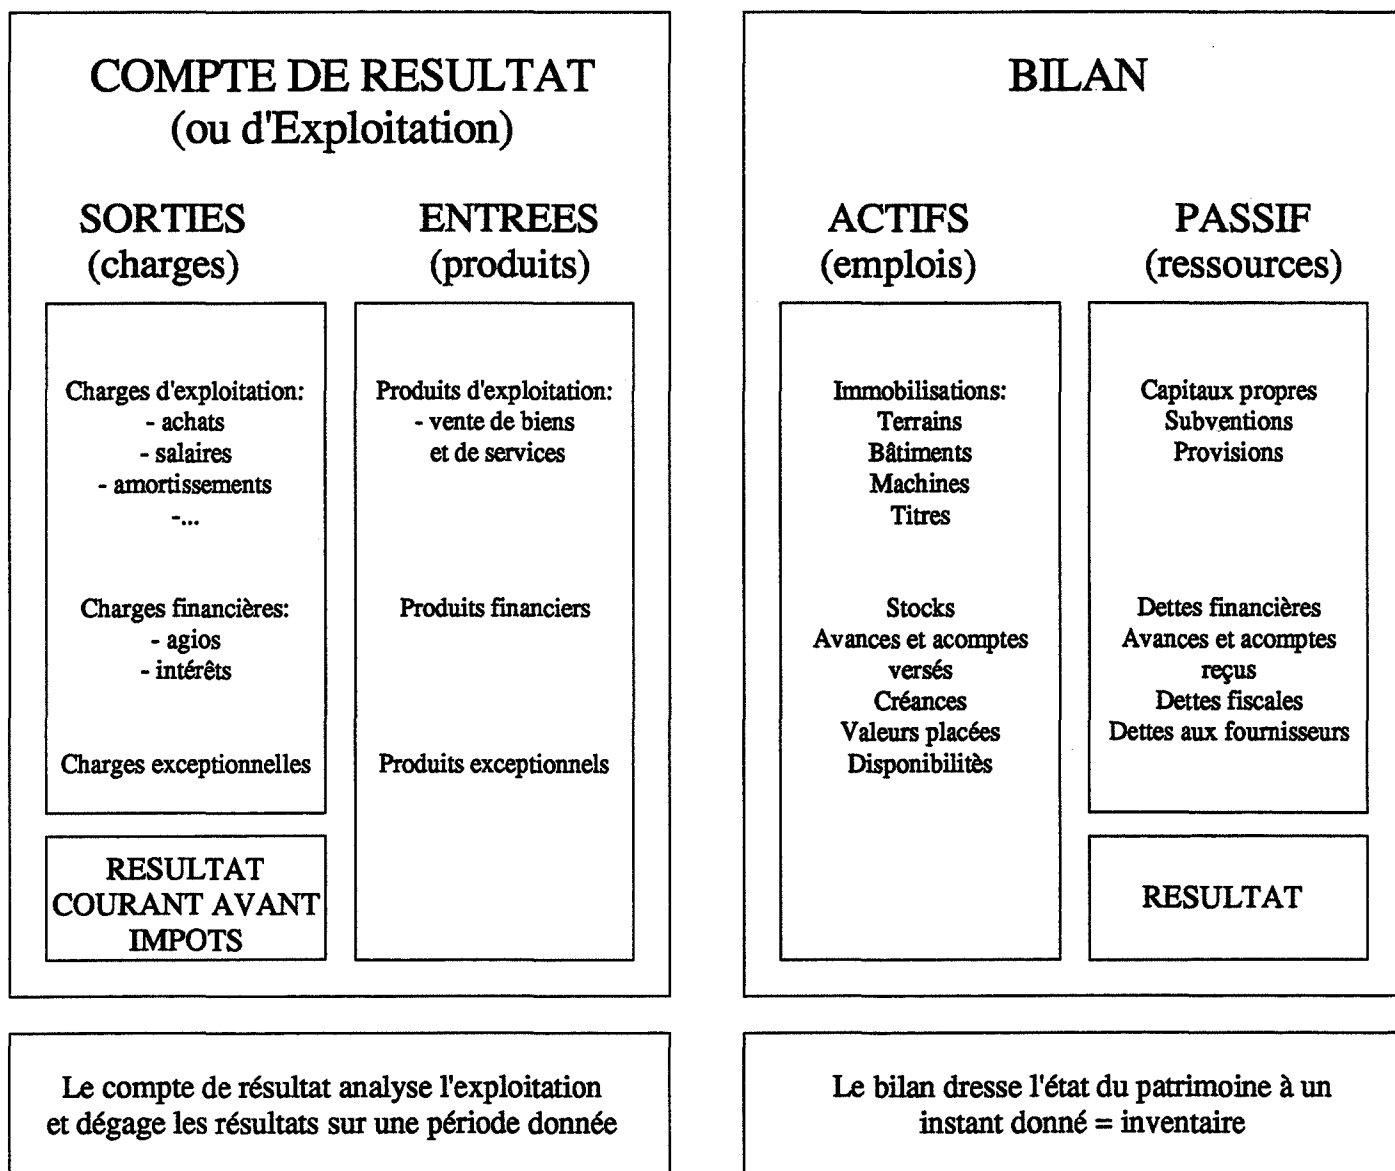 COMPTE DE RESULTAT
(ou d'Exploitation)
SORTIES
(charges)
ENTREES
(produits)
Charges d'exploitation:
- achats
- salaires
- amortissements
-...
Charges financières:
- agios
- intérêts
Charges exceptionnelles
RESULTAT
COURANT AVANT
IMPOTS
Produits d'exploitation:
- vente de biens
et de services
Produits financiers
Produits exceptionnels
Le compte de résultat analyse l'exploitation
et dégage les résultats sur une période donnée
BILAN
ACTIFS
(emplois)
PASSIF
(ressources)
Immobilisations:
Terrains
Bâtiments
Machines
Titres
Stocks
Avances et acomptes
versés
Créances
Valeurs placées
Disponibilitès
Capitaux propres
Subventions
Provisions
Dettes financières
Avances et acomptes
reçus
Dettes fiscales
Dettes aux fournisseurs
RESULTAT
Le bilan dresse l'état du patrimoine à un
instant donné = inventaire